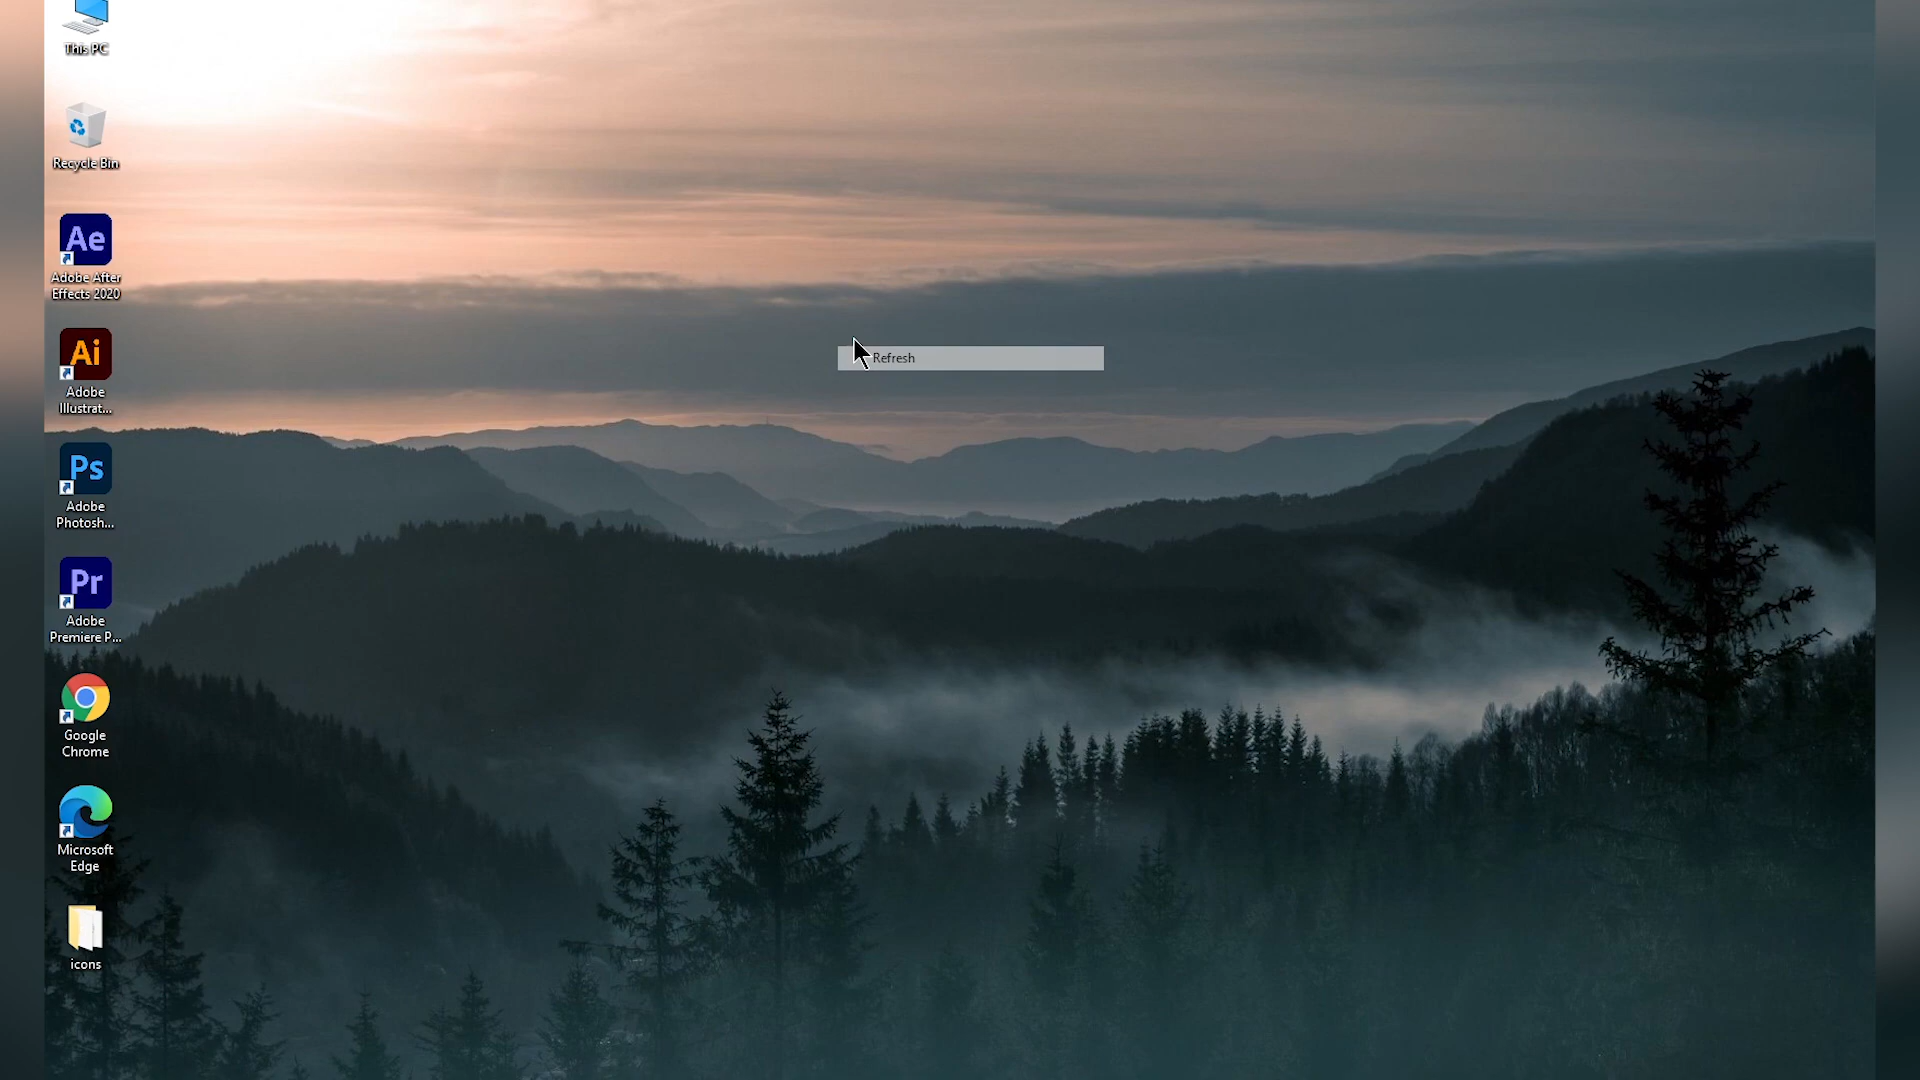 This PC
Recycle Bin
Ae
Adobe After
Effects 2020
Ai
Adobe
Illustrat...
Ps
Adobe
Photosh...
Pr
Adobe
Premiere P...
Google
Chrome
Microsoft
Edge
icons
Refresh